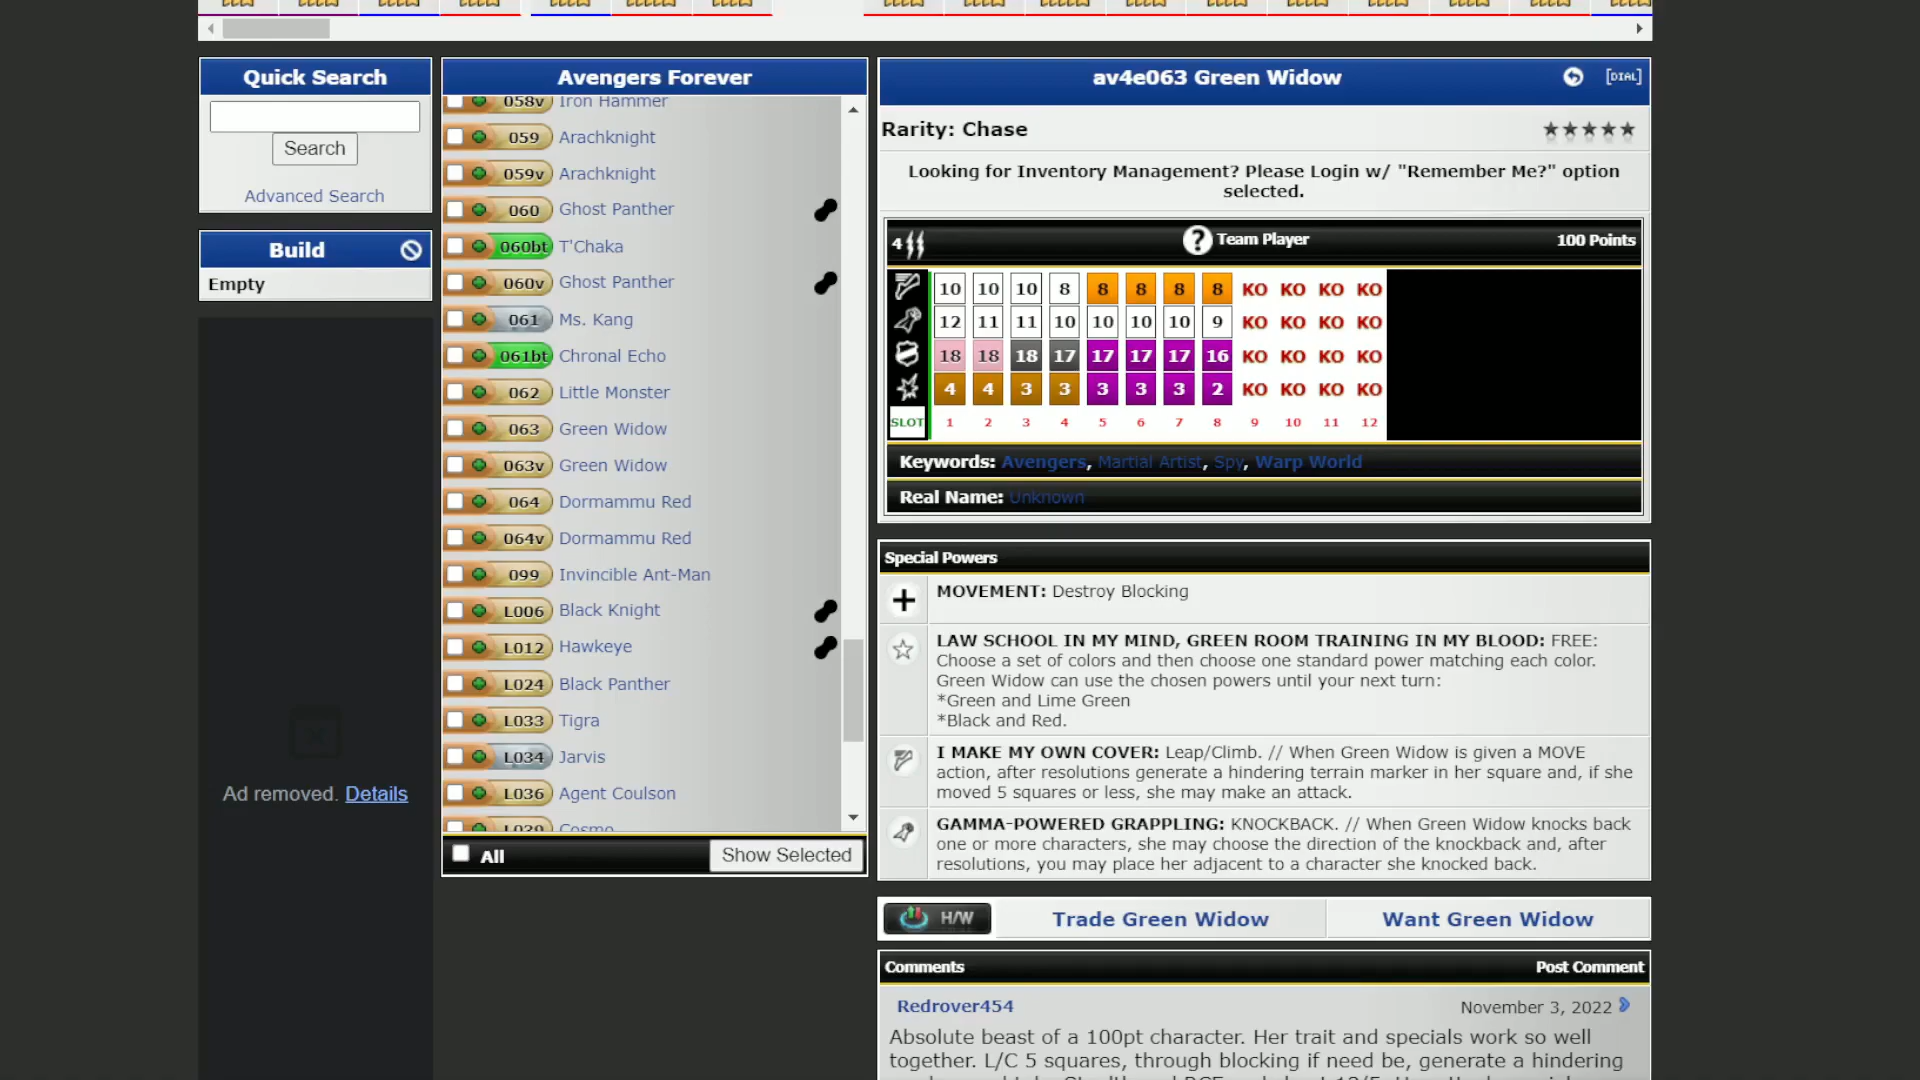 Quick Search
Search
Advanced Search
Build
Empty
Ad removed. Details
Avengers Forever
058v Iron Hammer
059 Arachknight
059v Arachknight
060 Ghost Panther
060bt T'Chaka
060v Ghost Panther
061 Ms. Kang
061bt Chronal Echo
062 Little Monster
063 Green Widow
063v Green Widow
064 Dormammu Red
064v Dormammu Red
099 Invincible Ant-Man
L006 Black Knight
L012 Hawkeye
L024 Black Panther
L033 Tigra
L034 Jarvis
L036 Agent Coulson
L039 Cosmo
All Show Selected
av4e063 Green Widow [DIAL]
Rarity: Chase
Looking for Inventory Management? Please Login w/ "Remember Me?" option
selected.
4 ? Team Player 100 Points
10 10 10 8 8 8 8 8 KO KO KO KO
12 11 11 10 10 10 10 9 KO KO KO KO
18 18 18 17 17 17 17 16 KO KO KO KO
4 4 3 3 3 3 3 2 KO KO KO KO
SLOT 1 2 3 4 5 6 7 8 9 10 11 12
Keywords: Avengers, Martial Artist, Spy, Warp World
Real Name: Unknown
Special Powers
MOVEMENT: Destroy Blocking
LAW SCHOOL IN MY MIND, GREEN ROOM TRAINING IN MY BLOOD: FREE:
Choose a set of colors and then choose one standard power matching each color.
Green Widow can use the chosen powers until your next turn:
*Green and Lime Green
*Black and Red.
I MAKE MY OWN COVER: Leap/Climb. // When Green Widow is given a MOVE
action, after resolutions generate a hindering terrain marker in her square and, if she
moved 5 squares or less, she may make an attack.
GAMMA-POWERED GRAPPLING: KNOCKBACK. // When Green Widow knocks back
one or more characters, she may choose the direction of the knockback and, after
resolutions, you may place her adjacent to a character she knocked back.
H/W Trade Green Widow Want Green Widow
Comments Post Comment
Redrover454 November 3, 2022
Absolute beast of a 100pt character. Her trait and specials work so well
together. L/C 5 squares, through blocking if need be, generate a hindering